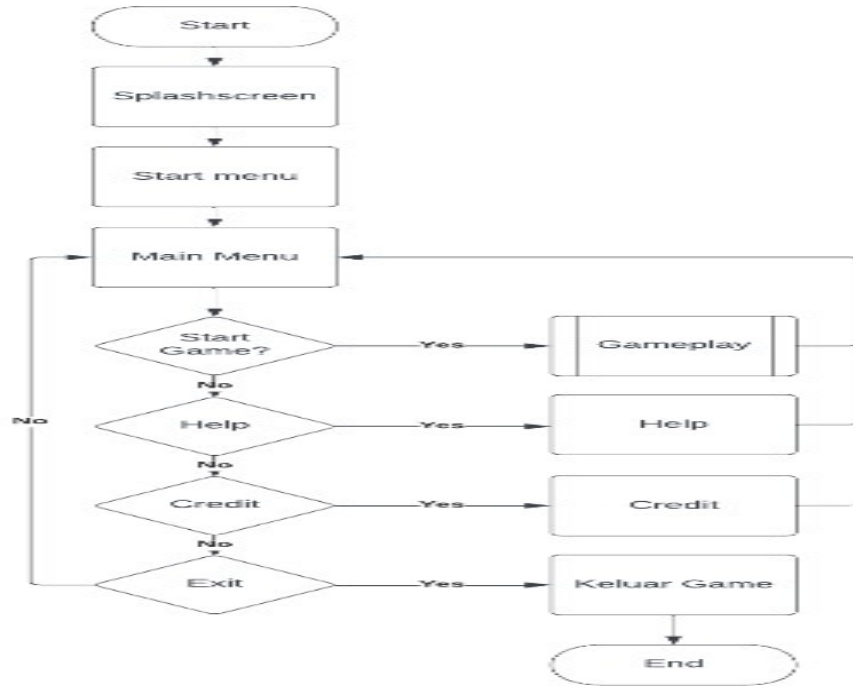 Start
Splashscreen
Start menu
Main Menu
Start
Game?
Yes
Gameplay
No
Help
Yes
Help
No
No
Credit
Yes
Credit
No
Exit
Yes
Keluar Game
End